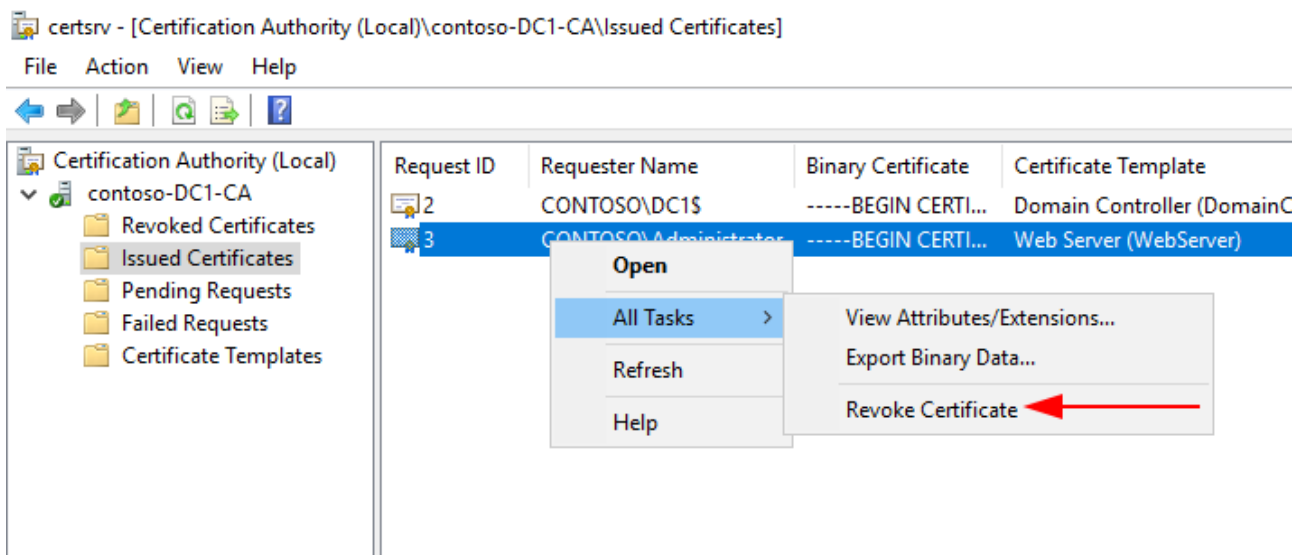 certsrv - [Certification Authority (Local)\contoso-DC1-CA\Issued Certificates]
File Action View Help
Certification Authority (Local)
contoso-DC1-CA
Revoked Certificates
Issued Certificates
Pending Requests
Failed Requests
Certificate Templates
Request ID Requester Name Binary Certificate Certificate Template
2 CONTOSO\DC1$ -----BEGIN CERTI... Domain Controller (DomainC
3 CONTOSO\Administrator -----BEGIN CERTI... Web Server (WebServer)
Open
All Tasks >
Refresh
Help
View Attributes/Extensions...
Export Binary Data...
Revoke Certificate